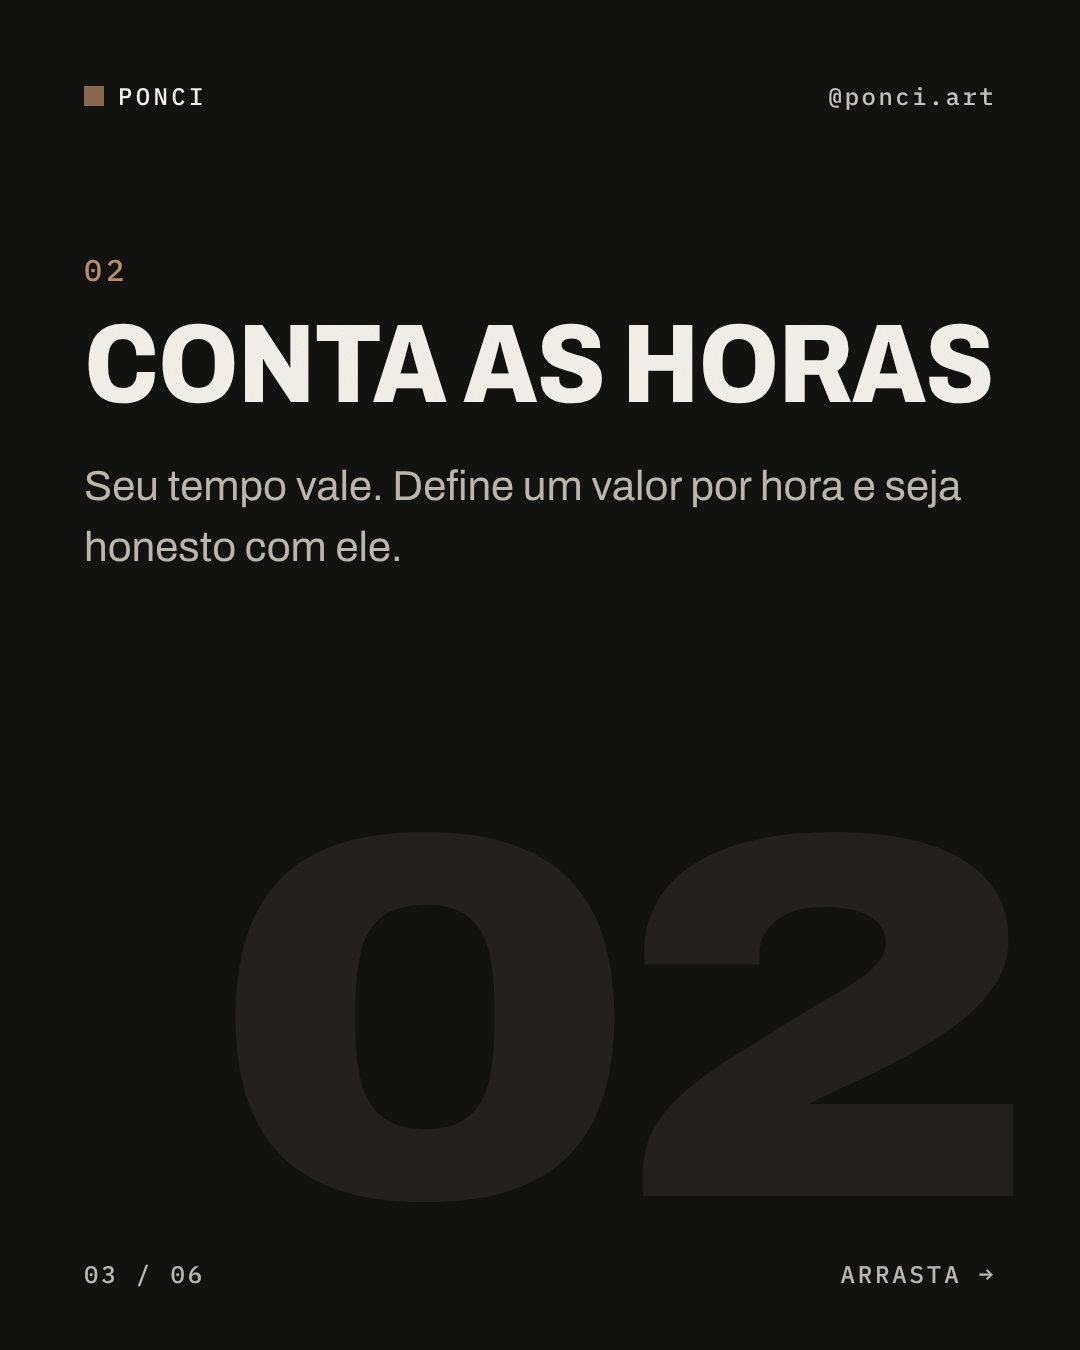 PONCI
@ponci.art
02
CONTA AS HORAS
Seu tempo vale. Define um valor por hora e seja
honesto com ele.
02
03 / 06
ARRASTA →